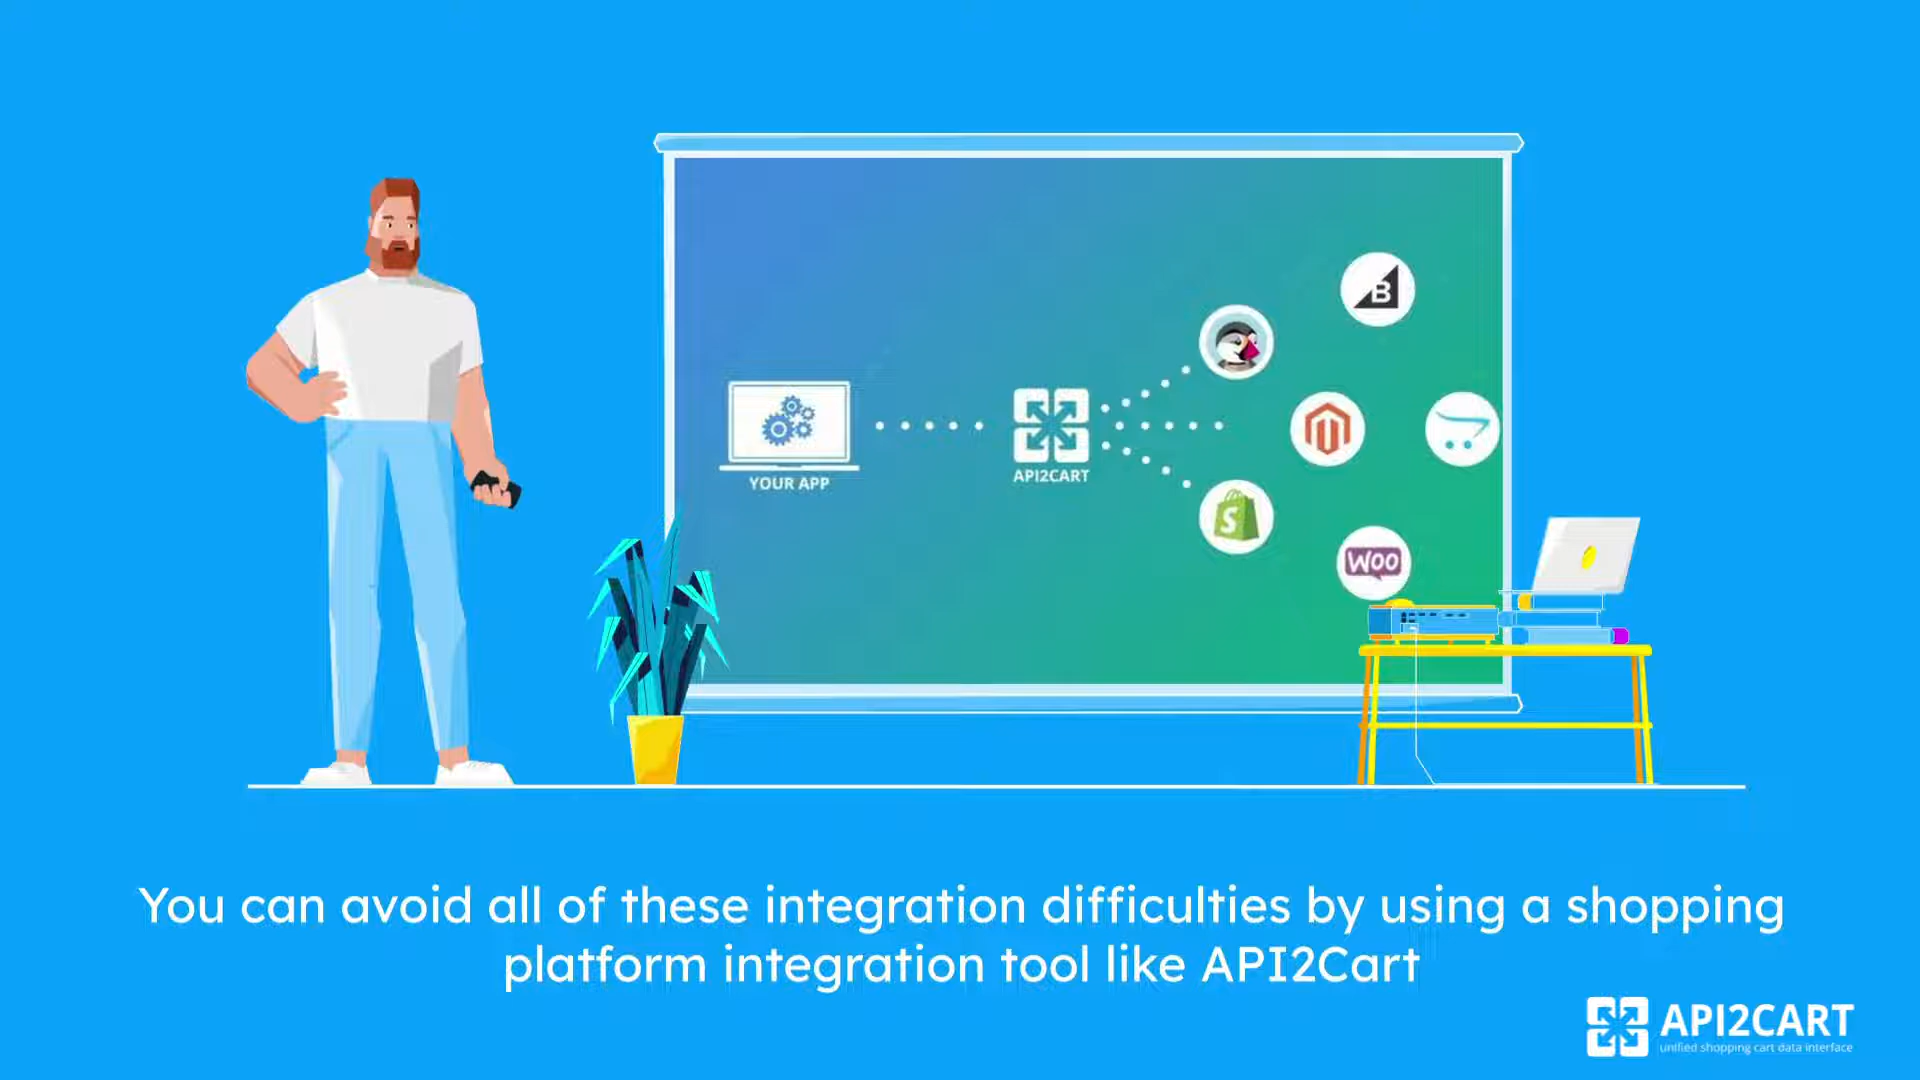 B
YOUR APP
API2CART
S
WOO
You can avoid all of these integration difficulties by using a shopping
platform integration tool like API2Cart
API2CART
unified shopping cart data interface